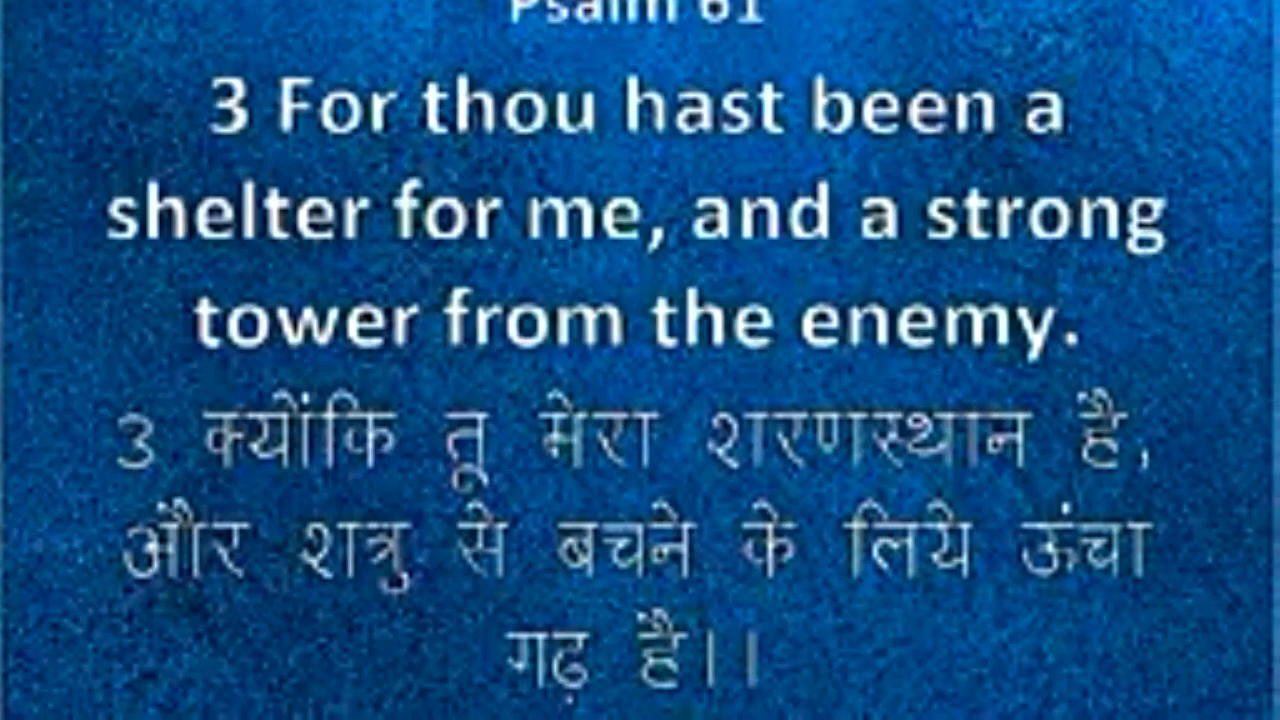 Psalm 61
3 For thou hast been a
shelter for me, and a strong
tower from the enemy.
3 क्योंकि तू मेरा शरणस्थान है,
और शत्रु से बचने के लिये ऊंचा
गढ़ है।।